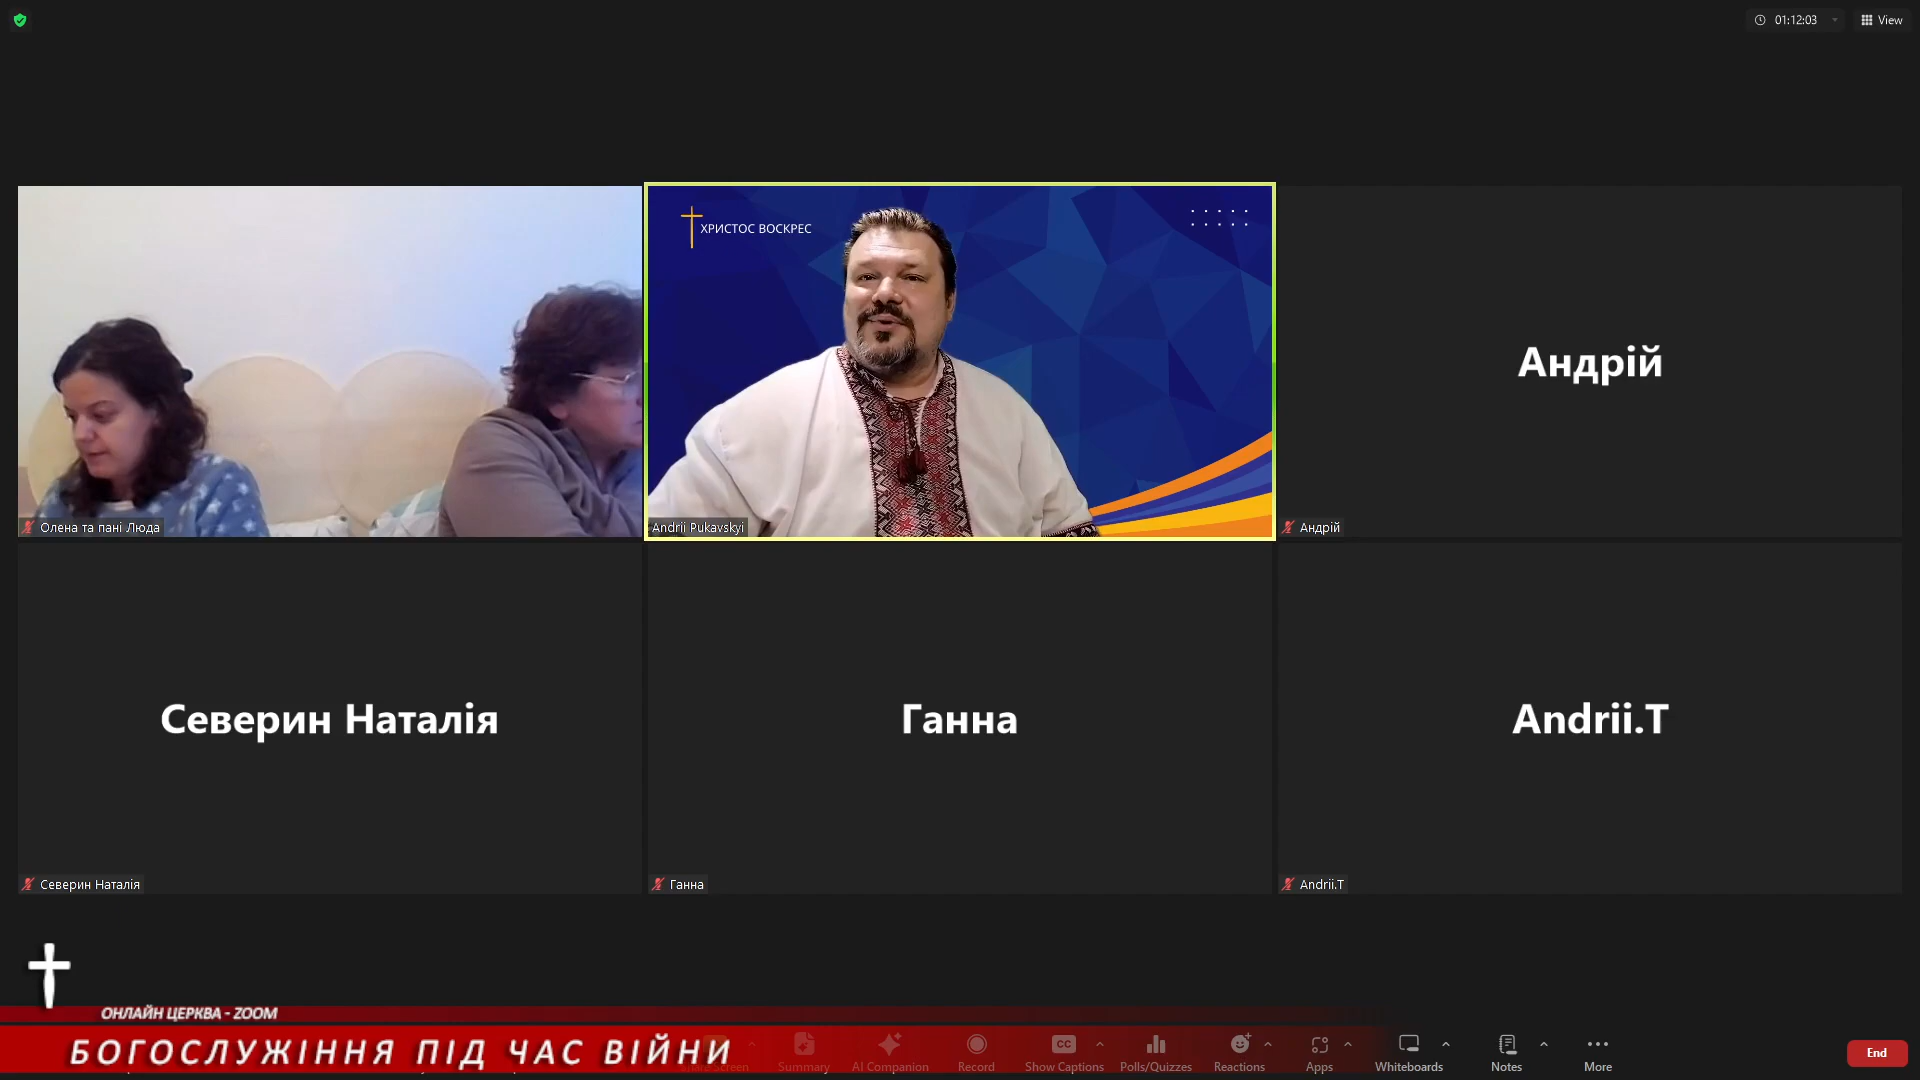 01:12:03
View
ХРИСТОС ВОСКРЕС
Андрій
Олена та пані Люда
Andrii Pukavskyi
Андрій
Северин Наталія
Ганна
Andrii.T
Северин Наталія
Ганна
Andrii.T
ОНЛАЙН ЦЕРКВА - ZOOM
БОГОСЛУЖІННЯ ПІД ЧАС ВІЙНИ
Summary
AI Companion
Record
CC
Show Captions
Polls/Quizzes
Reactions
Apps
Whiteboards
Notes
More
End